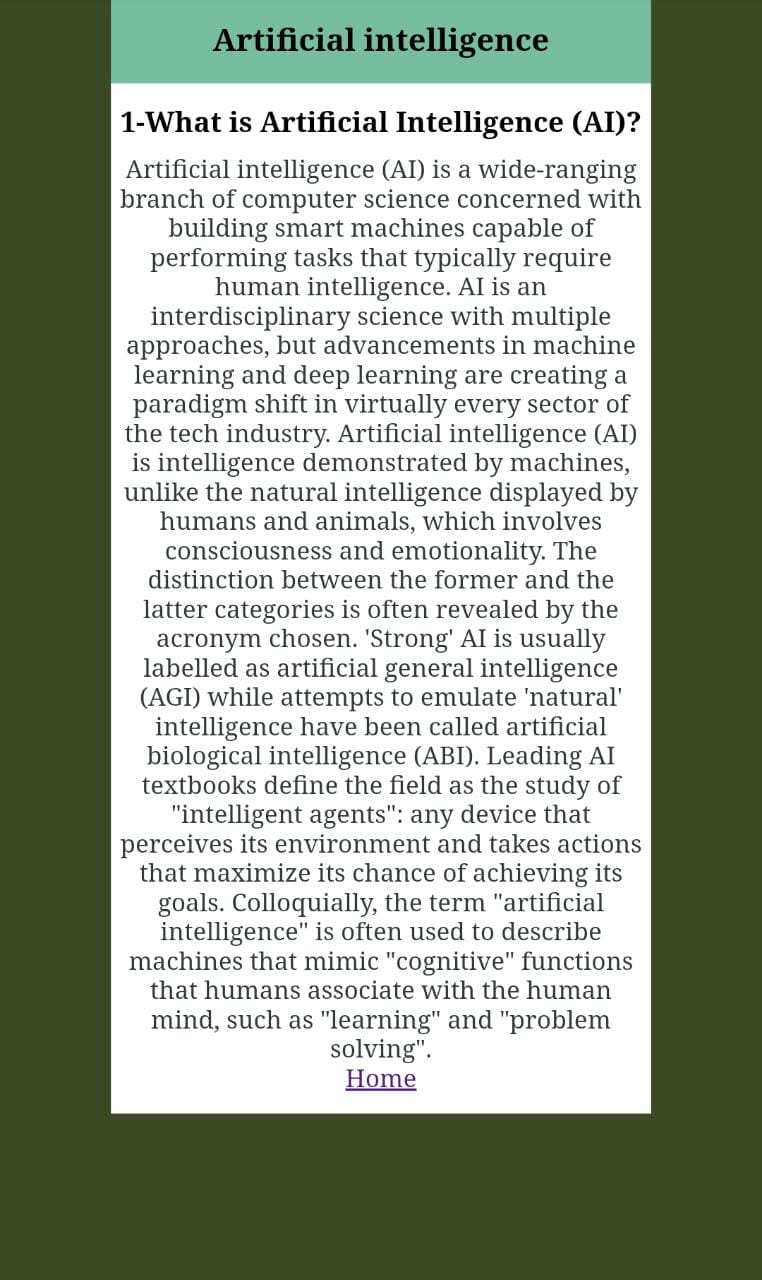 Artificial intelligence
1-What is Artificial Intelligence (AI)?
Artificial intelligence (AI) is a wide-ranging
branch of computer science concerned with
building smart machines capable of
performing tasks that typically require
human intelligence. AI is an
interdisciplinary science with multiple
approaches, but advancements in machine
learning and deep learning are creating a
paradigm shift in virtually every sector of
the tech industry. Artificial intelligence (AI)
is intelligence demonstrated by machines,
unlike the natural intelligence displayed by
humans and animals, which involves
consciousness and emotionality. The
distinction between the former and the
latter categories is often revealed by the
acronym chosen. 'Strong' AI is usually
labelled as artificial general intelligence
(AGI) while attempts to emulate 'natural'
intelligence have been called artificial
biological intelligence (ABI). Leading AI
textbooks define the field as the study of
"intelligent agents": any device that
perceives its environment and takes actions
that maximize its chance of achieving its
goals. Colloquially, the term "artificial
intelligence" is often used to describe
machines that mimic "cognitive" functions
that humans associate with the human
mind, such as "learning" and "problem
solving".
Home